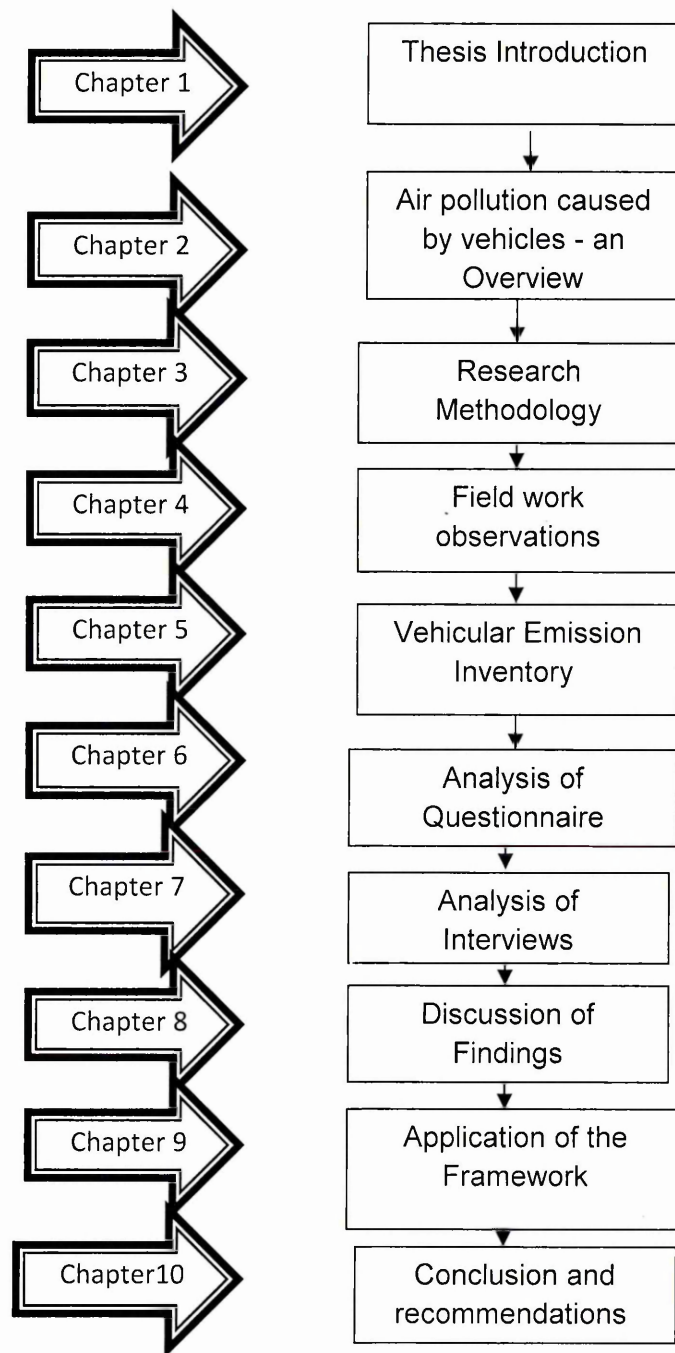 Chapter 1
Thesis Introduction
Chapter 2
Air pollution caused
by vehicles - an
Overview
Chapter 3
Research
Methodology
Chapter 4
Field work
observations
Chapter 5
Vehicular Emission
Inventory
Chapter 6
Analysis of
Questionnaire
Chapter 7
Analysis of
Interviews
Chapter 8
Discussion of
Findings
Chapter 9
Application of the
Framework
Chapter10
Conclusion and
recommendations